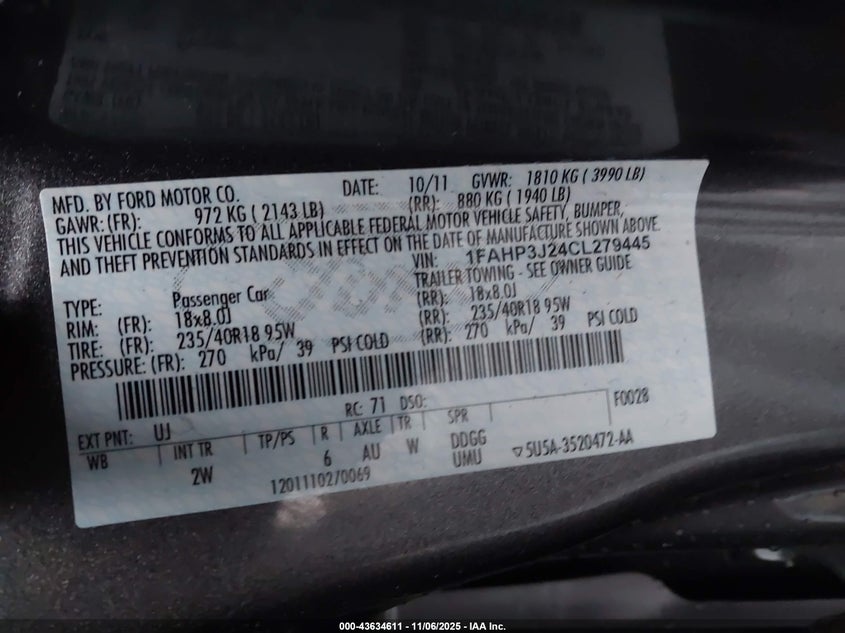 MFD. BY FORD MOTOR CO. DATE: 10/11 GVWR: 1810 KG ( 3990 LB)
GAWR: (FR): 972 KG ( 2143 LB) (RR): 880 KG ( 1940 LB)
THIS VEHICLE CONFORMS TO ALL APPLICABLE FEDERAL MOTOR VEHICLE SAFETY, BUMPER,
AND THEFT PREVENTION STANDARDS IN EFFECT ON THE DATE OF MANUFACTURE SHOWN ABOVE.
VIN: 1FAHP3J24CL279445
TYPE: Passenger Car TRAILER TOWING - SEE OWNER GUIDE
RIM: (FR): 18x8.0J (RR): 18x8.0J
TIRE: (FR): 235/40R18 95W (RR): 235/40R18 95W
PRESSURE: (FR): 270 kPa/ 39 PSI COLD (RR): 270 kPa/ 39 PSI COLD
EXT PNT: UJ RC: 71 DSO: F0028
WB INT TR TP/PS R AXLE TR SPR
2W 6 AU W DDGG
UMU ▽5U5A-3520472-AA
1201110270069
000-43634611 - 11/06/2025 - IAA Inc.